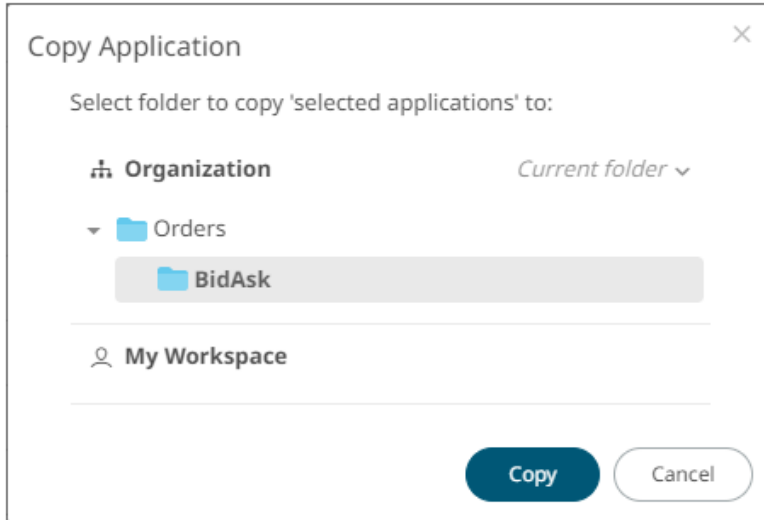 Copy Application
Select folder to copy 'selected applications' to:
Organization Current folder
Orders
BidAsk
My Workspace
Copy Cancel